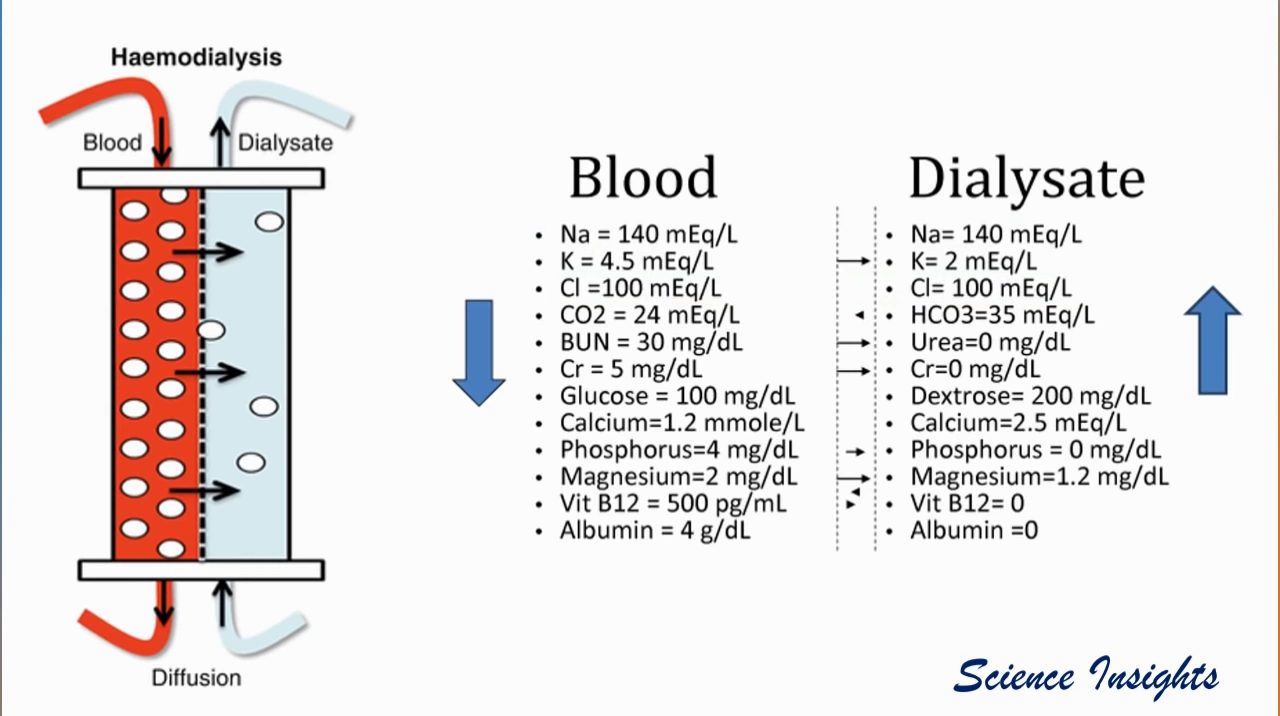 Haemodialysis
Blood
Dialysate
Diffusion
Blood
• Na = 140 mEq/L
• K = 4.5 mEq/L
• Cl =100 mEq/L
• CO2 = 24 mEq/L
• BUN = 30 mg/dL
• Cr = 5 mg/dL
• Glucose = 100 mg/dL
• Calcium=1.2 mmole/L
• Phosphorus=4 mg/dL
• Magnesium=2 mg/dL
• Vit B12 = 500 pg/mL
• Albumin = 4 g/dL
Dialysate
• Na= 140 mEq/L
• K= 2 mEq/L
• Cl= 100 mEq/L
• HCO3=35 mEq/L
• Urea=0 mg/dL
• Cr=0 mg/dL
• Dextrose= 200 mg/dL
• Calcium=2.5 mEq/L
• Phosphorus = 0 mg/dL
• Magnesium=1.2 mg/dL
• Vit B12= 0
• Albumin =0
Science Insights